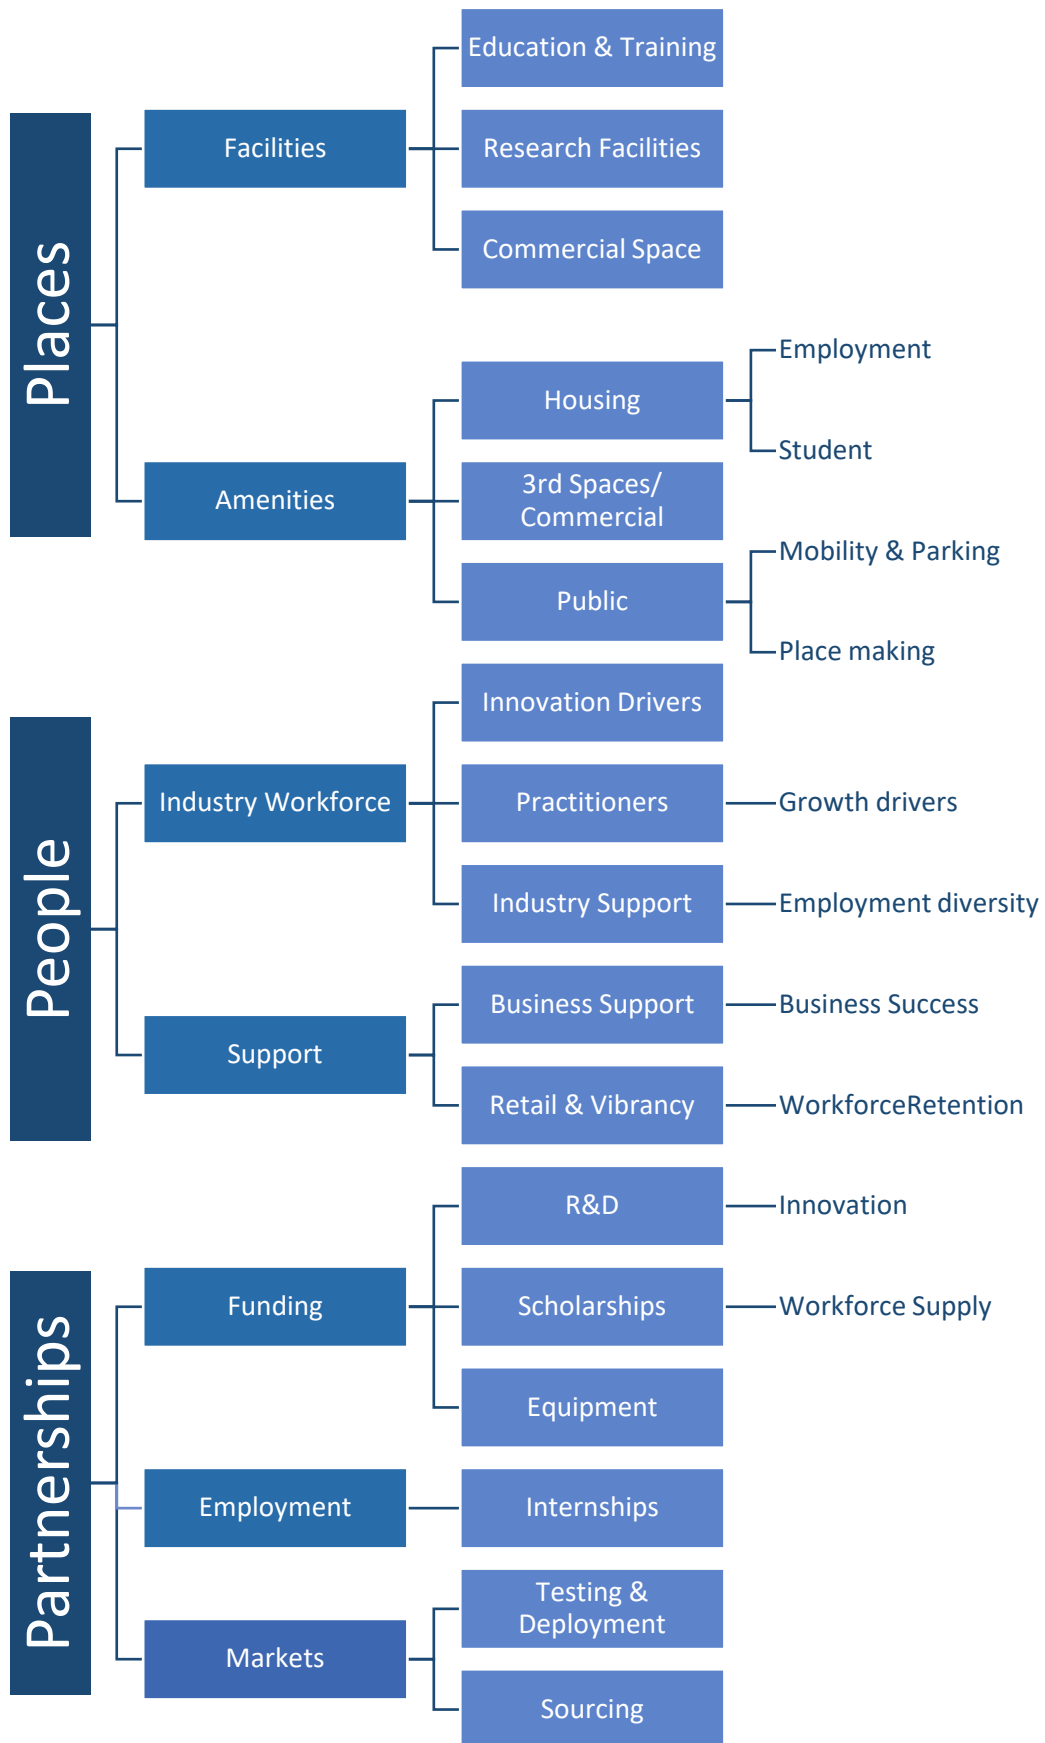 Places
Facilities
Education & Training
Research Facilities
Commercial Space
Amenities
Housing
Employment
Student
3rd Spaces/
Commercial
Public
Mobility & Parking
Place making
People
Industry Workforce
Innovation Drivers
Practitioners
Growth drivers
Industry Support
Employment diversity
Support
Business Support
Business Success
Retail & Vibrancy
WorkforceRetention
Partnerships
Funding
R&D
Innovation
Scholarships
Workforce Supply
Equipment
Employment
Internships
Markets
Testing &
Deployment
Sourcing